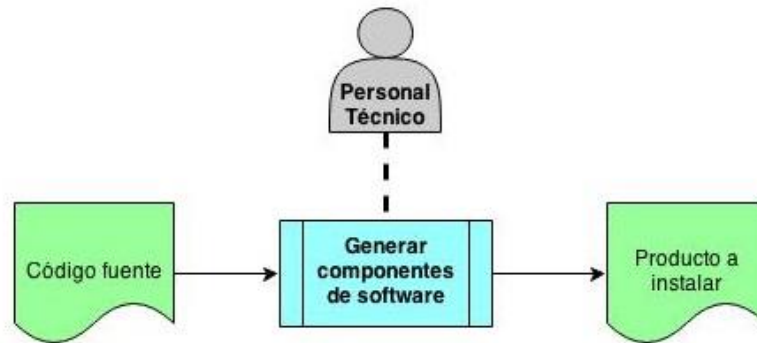 Personal
Técnico
Código fuente
Generar
componentes
de software
Producto a
instalar